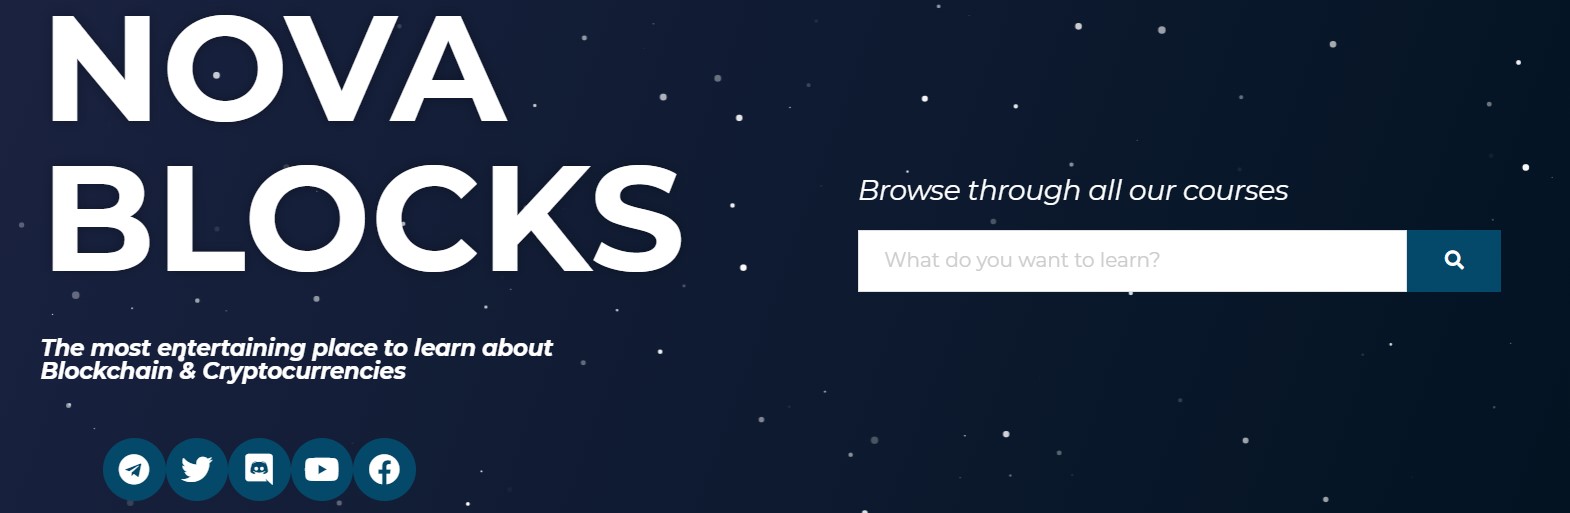 NOVA
BLOCKS
The most entertaining place to learn about
Blockchain & Cryptocurrencies
Browse through all our courses
What do you want to learn?